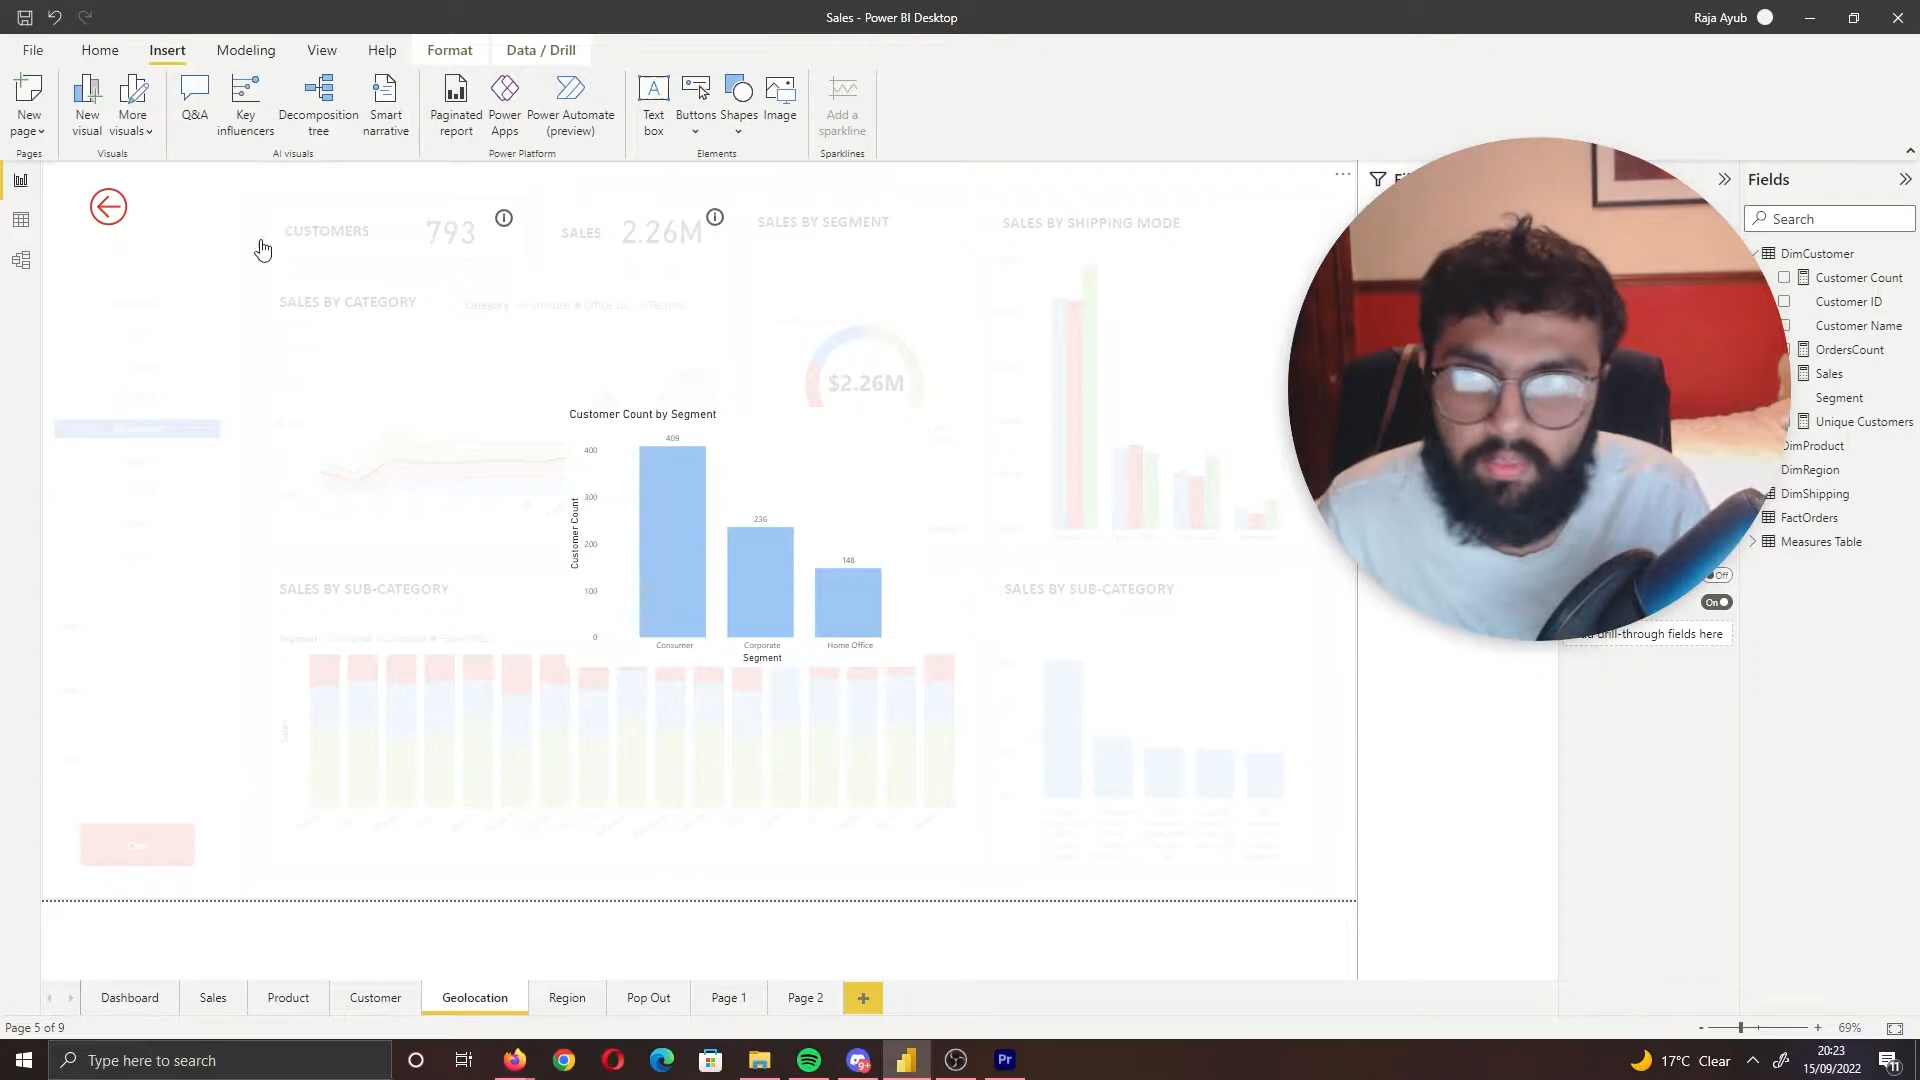 Sales - Power BI Desktop
Raja Ayub
File
Home
Insert
Modeling
View
Help
Format
Data / Drill
New page
New visual
More visuals
Q&A
Key influencers
Decomposition tree
Smart narrative
Paginated report
Power Apps
Power Automate (preview)
Text box
Buttons
Shapes
Image
Add a sparkline
Pages
Visuals
AI visuals
Power Platform
Elements
Sparklines
CUSTOMERS
793
SALES
2.26M
SALES BY SEGMENT
SALES BY SHIPPING MODE
SALES BY CATEGORY
Category
$2.26M
Customer Count by Segment
409
236
148
400
300
200
100
0
Customer Count
Consumer
Corporate
Home Office
Segment
SALES BY SUB-CATEGORY
Segment
Sales
SALES BY SUB-CATEGORY
Fields
Search
DimCustomer
Customer Count
Customer ID
Customer Name
OrdersCount
Sales
Segment
Unique Customers
DimProduct
DimRegion
DimShipping
FactOrders
Measures Table
Off
On
drill-through fields here
Dashboard
Sales
Product
Customer
Geolocation
Region
Pop Out
Page 1
Page 2
+
Page 5 of 9
- + 69%
Type here to search
9+
Pr
17°C Clear
20:23
15/09/2022
11